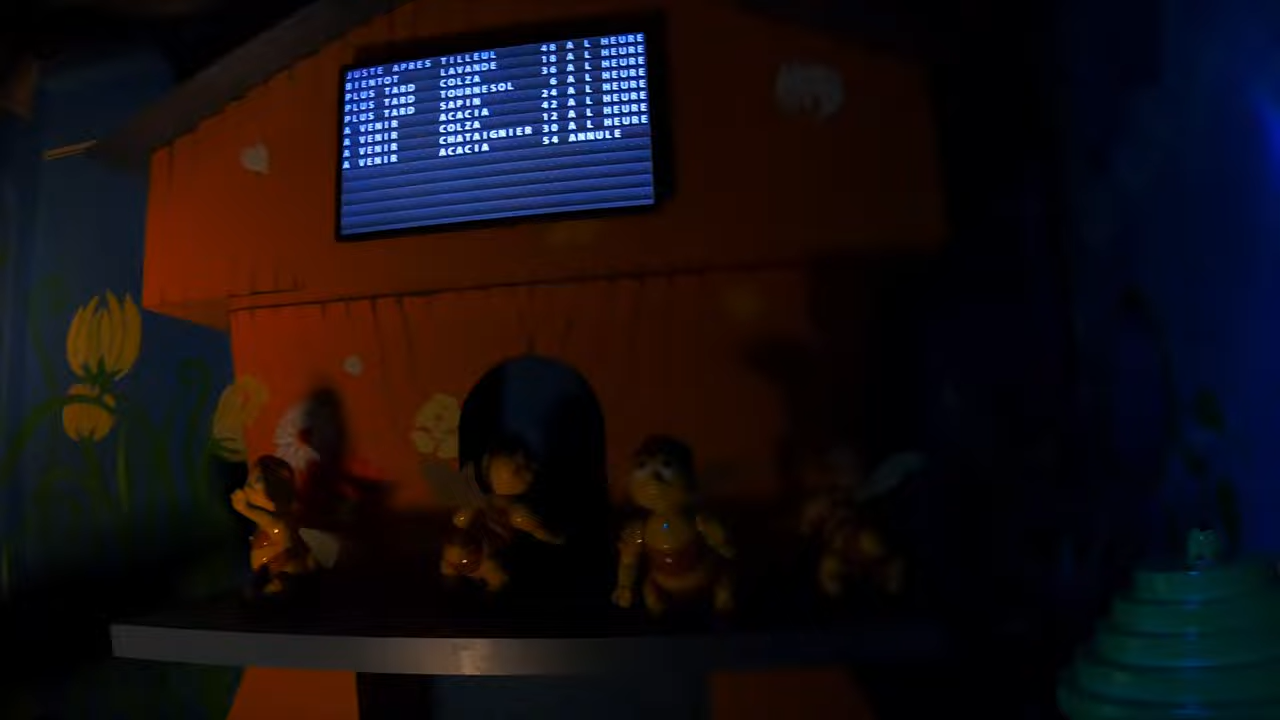 JUSTE APRES TILLEUL 48 A L HEURE
BIENTOT LAVANDE 18 A L HEURE
PLUS TARD COLZA 36 A L HEURE
PLUS TARD TOURNESOL 6 A L HEURE
PLUS TARD SAPIN 24 A L HEURE
A VENIR ACACIA 42 A L HEURE
A VENIR COLZA 12 A L HEURE
A VENIR CHATAIGNIER 30 A L HEURE
A VENIR ACACIA 54 ANNULE